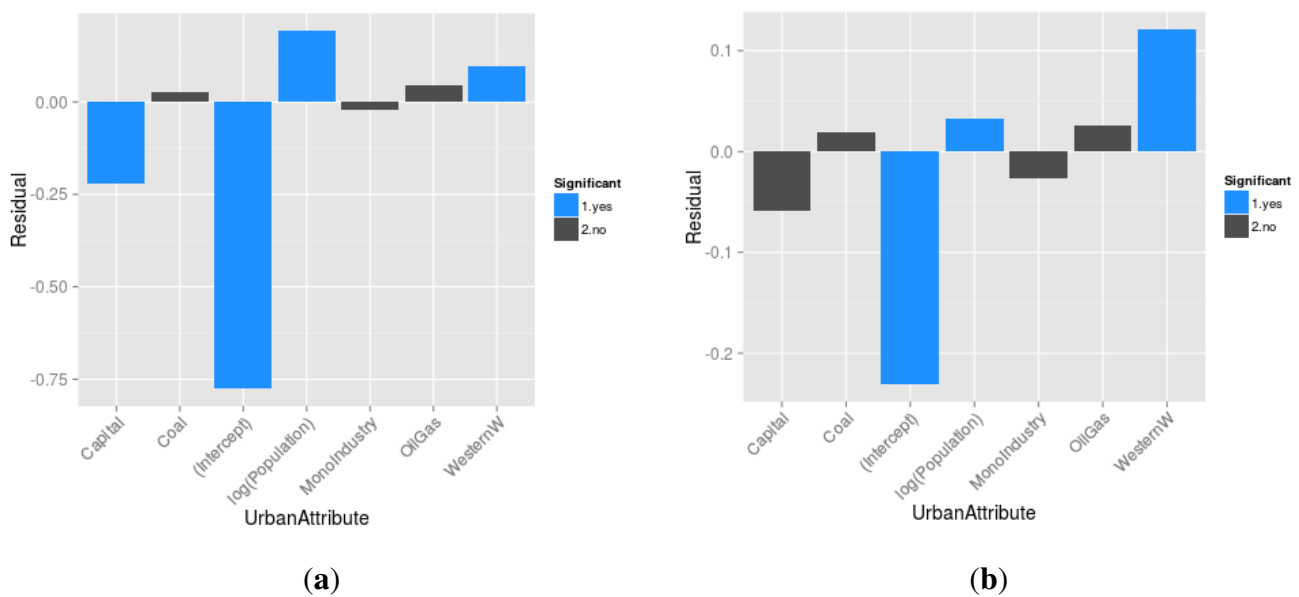 0.00
-0.25
-0.50
-0.75
Residual
Capital
Coal
(Intercept)
log(Population)
MonoIndustry
OilGas
WesternW
UrbanAttribute
Significant
1.yes
2.no
(a)
0.1
0.0
-0.1
-0.2
Residual
Capital
Coal
(Intercept)
log(Population)
MonoIndustry
OilGas
WesternW
UrbanAttribute
Significant
1.yes
2.no
(b)